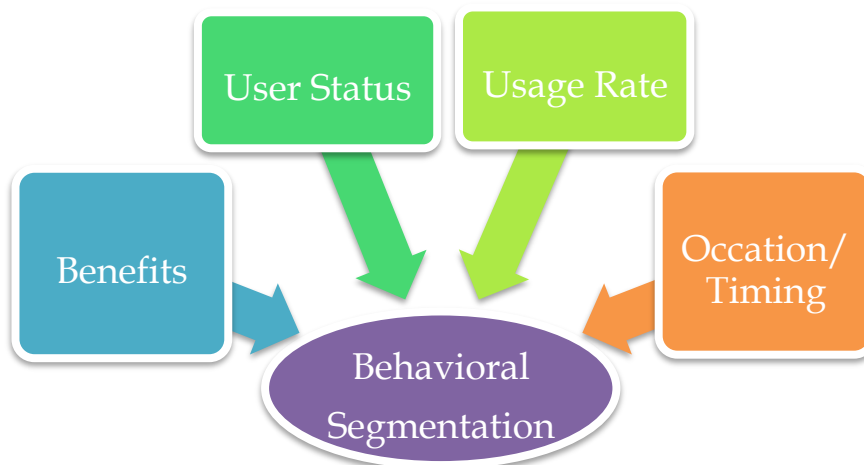 User Status
Usage Rate
Benefits
Occation/
Timing
Behavioral
Segmentation